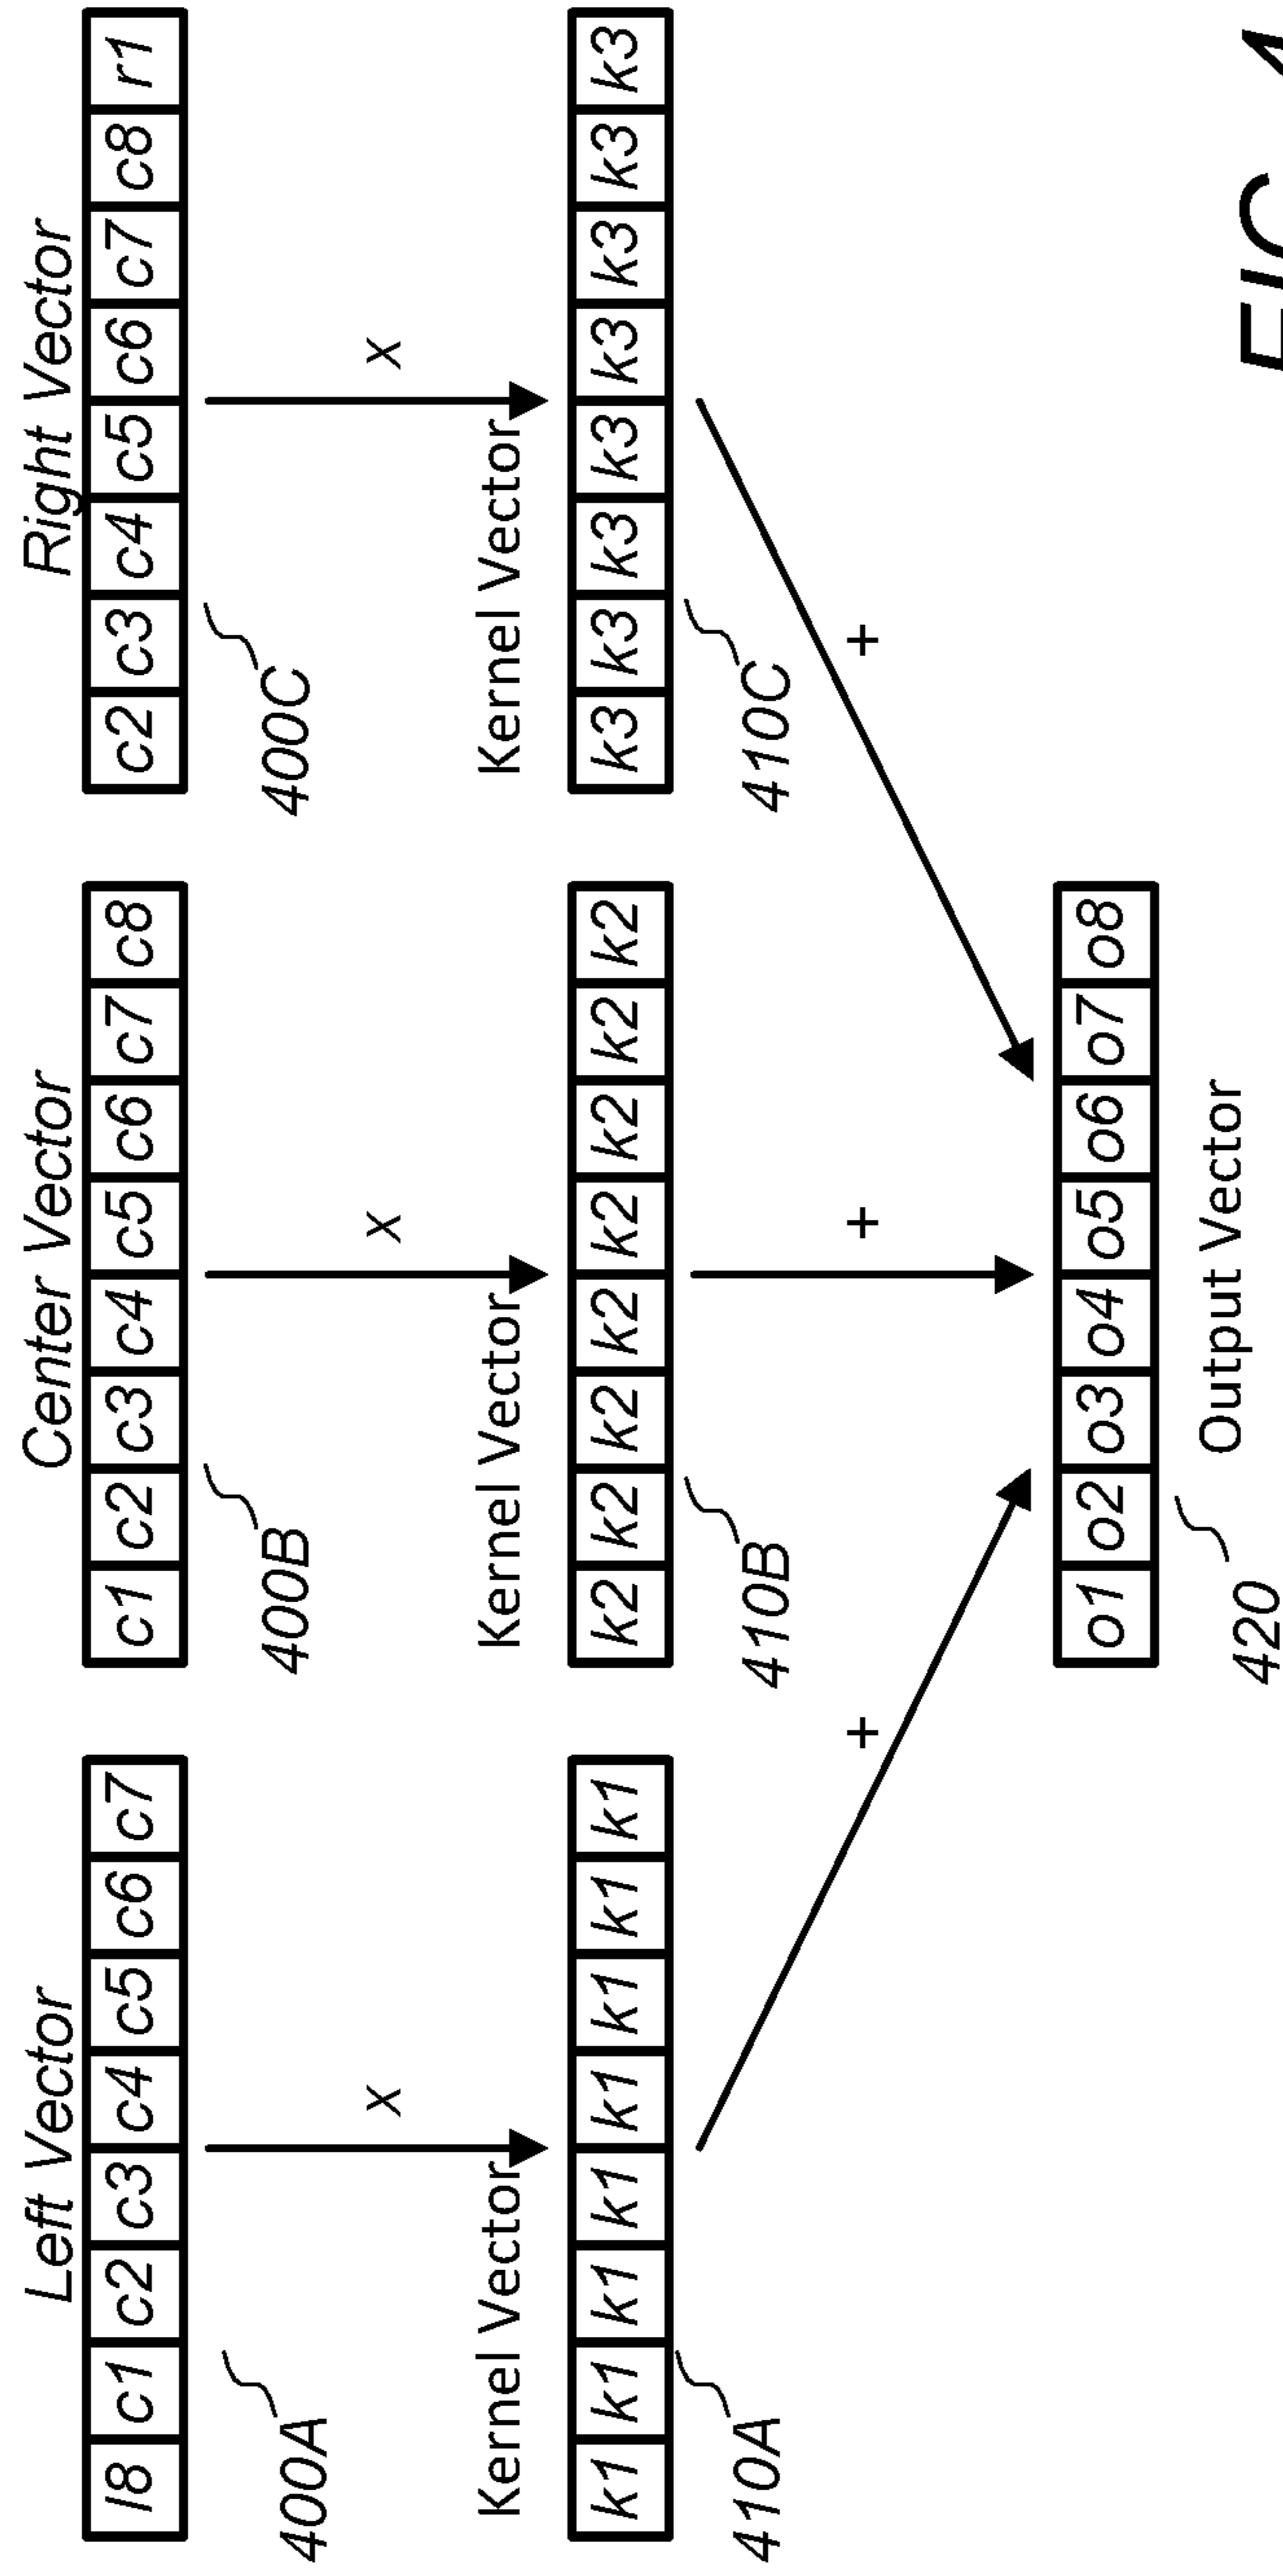 Left Vector Center Vector Right Vector
l8 c1 c2 c3 c4 c5 c6 c7 c1 c2 c3 c4 c5 c6 c7 c8 c2 c3 c4 c5 c6 c7 c8 r1
400A 400B 400C
x x x
Kernel Vector Kernel Vector Kernel Vector
k1 k1 k1 k1 k1 k1 k1 k1 k2 k2 k2 k2 k2 k2 k2 k2 k3 k3 k3 k3 k3 k3 k3 k3
410A 410B 410C
+ + +
o1 o2 o3 o4 o5 o6 o7 o8
420 Output Vector
FIG. 4